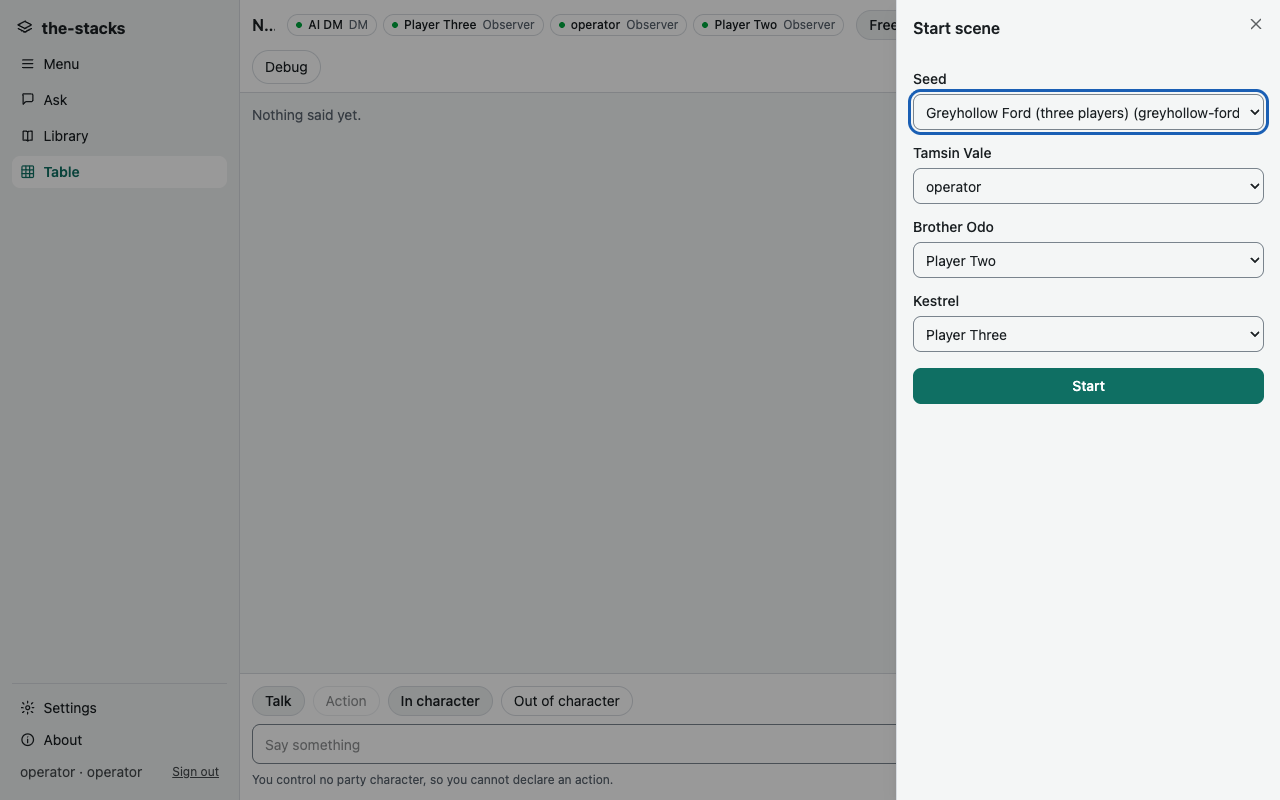 the-stacks
Menu
Ask
Library
Table
Settings
About
operator · operator Sign out
N… AI DM DM Player Three Observer operator Observer Player Two Observer Free
Debug
Nothing said yet.
Talk Action In character Out of character
Say something
You control no party character, so you cannot declare an action.
Start scene
Seed
Greyhollow Ford (three players) (greyhollow-ford
Tamsin Vale
operator
Brother Odo
Player Two
Kestrel
Player Three
Start